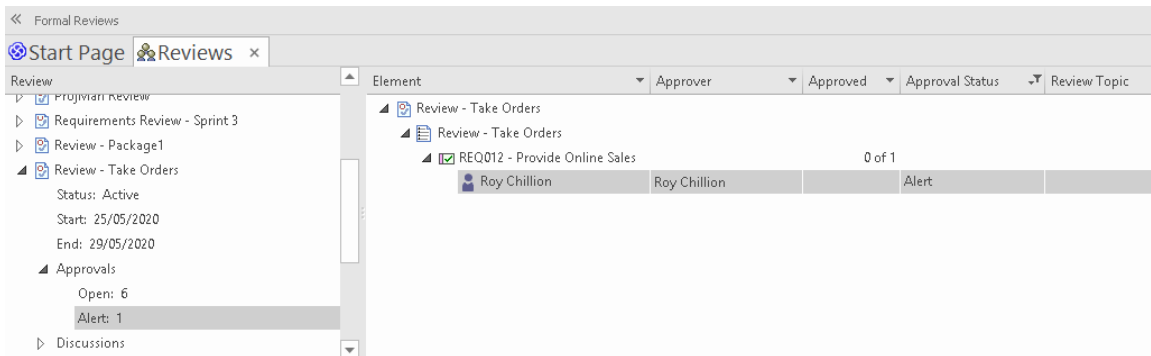 Formal Reviews
Start Page Reviews ×
Review
ProjMan Review
Requirements Review - Sprint 3
Review - Package1
Review - Take Orders
Status: Active
Start: 25/05/2020
End: 29/05/2020
Approvals
Open: 6
Alert: 1
Discussions
Element Approver Approved Approval Status Review Topic
Review - Take Orders
Review - Take Orders
REQ012 - Provide Online Sales 0 of 1
Roy Chillion Roy Chillion Alert